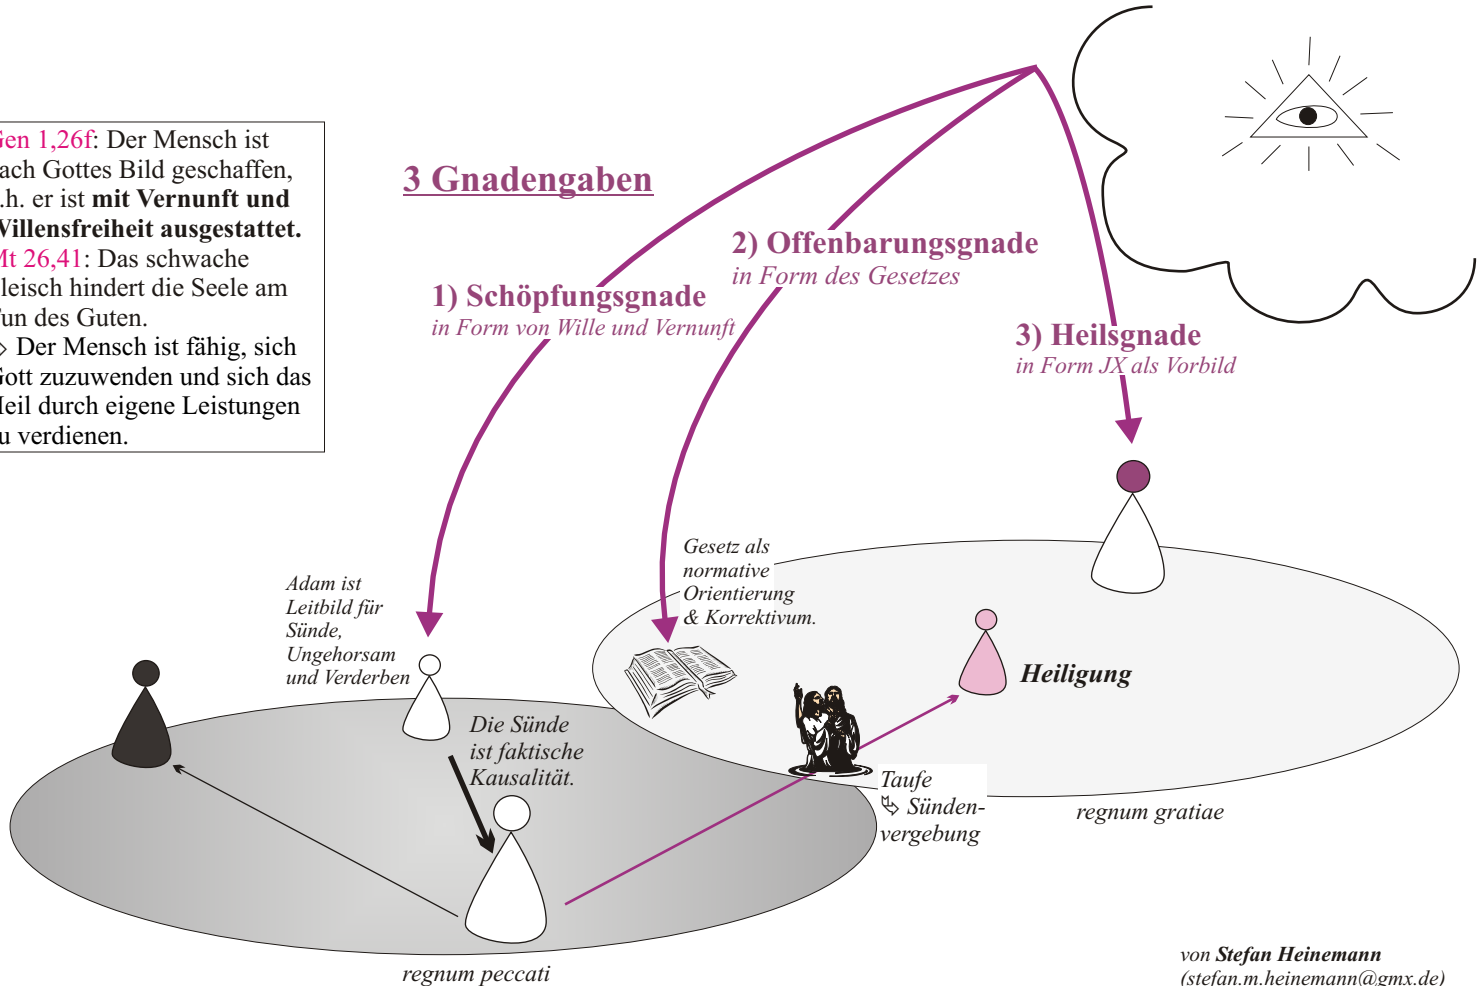 Gen 1,26f: Der Mensch ist
nach Gottes Bild geschaffen,
d.h. er ist mit Vernunft und
Willensfreiheit ausgestattet.
Mt 26,41: Das schwache
Fleisch hindert die Seele am
Tun des Guten.
Der Mensch ist fähig, sich
Gott zuzuwenden und sich das
Heil durch eigene Leistungen
zu verdienen.
3 Gnadengaben
1) Schöpfungsgnade
in Form von Wille und Vernunft
2) Offenbarungsgnade
in Form des Gesetzes
3) Heilsgnade
in Form JX als Vorbild
Adam ist
Leitbild für
Sünde,
Ungehorsam
und Verderben
Gesetz als
normative
Orientierung
& Korrektivum.
Die Sünde
ist faktische
Kausalität.
Heiligung
Taufe
⮡ Sünden-
vergebung
regnum gratiae
regnum peccati
von Stefan Heinemann
(stefan.m.heinemann@gmx.de)